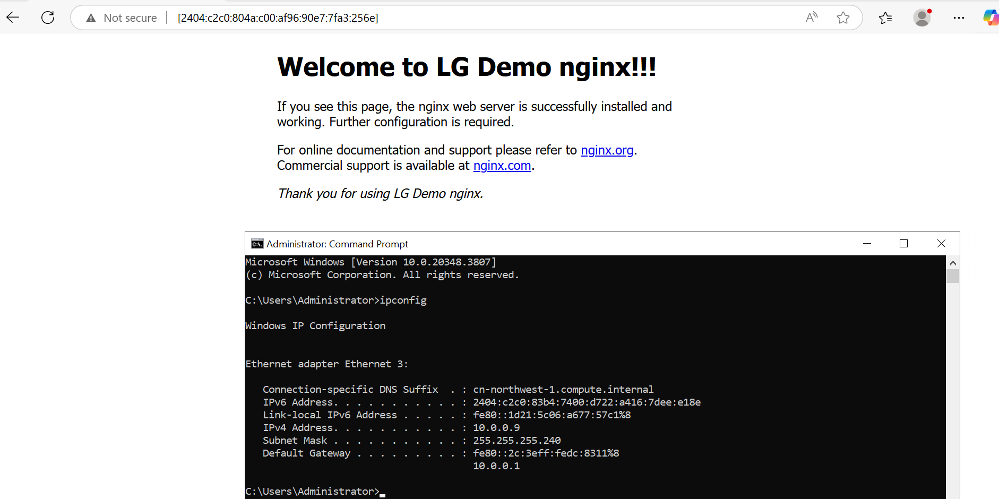 Not secure | [2404:c2c0:804a:c00:af96:90e7:7fa3:256e]
Welcome to LG Demo nginx!!!
If you see this page, the nginx web server is successfully installed and
working. Further configuration is required.
For online documentation and support please refer to nginx.org.
Commercial support is available at nginx.com.
Thank you for using LG Demo nginx.
Administrator: Command Prompt
Microsoft Windows [Version 10.0.20348.3807]
(c) Microsoft Corporation. All rights reserved.
C:\Users\Administrator>ipconfig
Windows IP Configuration
Ethernet adapter Ethernet 3:
Connection-specific DNS Suffix  . : cn-northwest-1.compute.internal
IPv6 Address. . . . . . . . . . . : 2404:c2c0:83b4:7400:d722:a416:7dee:e18e
Link-local IPv6 Address . . . . . : fe80::1d21:5c06:a677:57c1%8
IPv4 Address. . . . . . . . . . . : 10.0.0.9
Subnet Mask . . . . . . . . . . . : 255.255.255.240
Default Gateway . . . . . . . . . : fe80::2c:3eff:fedc:8311%8
10.0.0.1
C:\Users\Administrator>